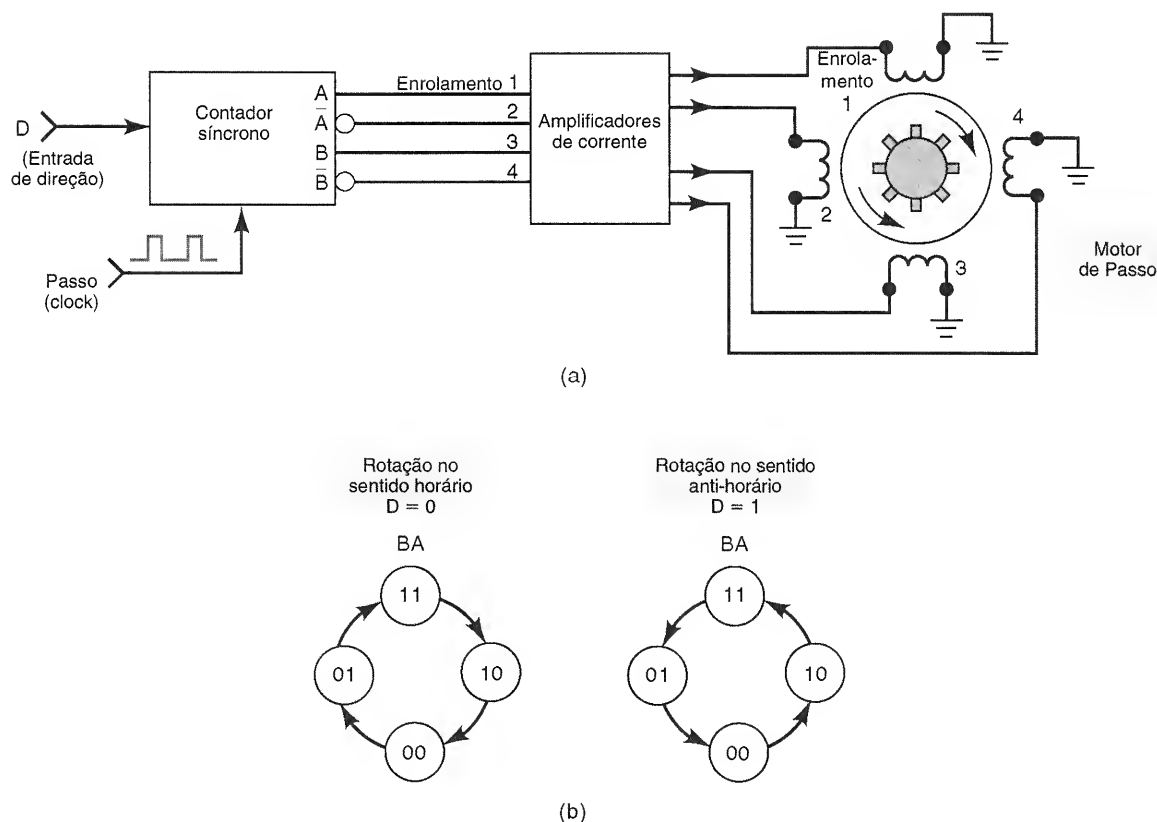 D
(Entrada
de direção)
Passo
(clock)
Contador
síncrono
A
A̅
B
B̅
Enrolamento 1
2
3
4
Amplificadores
de corrente
Enrola-
mento
1
2
3
4
Motor
de Passo
(a)
Rotação no
sentido horário
D = 0
BA
11
01
10
00
Rotação no sentido
anti-horário
D = 1
BA
11
01
10
00
(b)